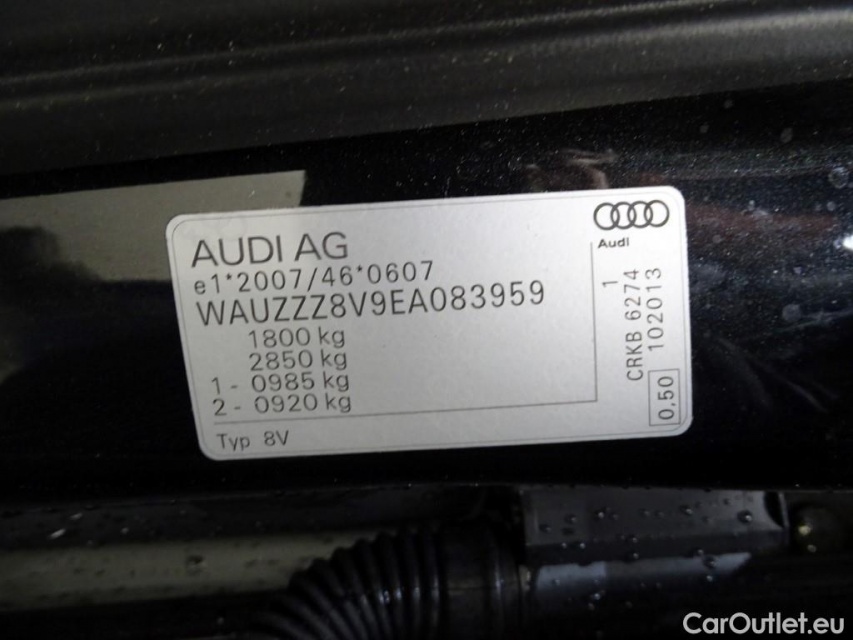 AUDI AG
e1*2007/46*0607
WAUZZZ8V9EA083959
1800 kg
2850 kg
1 - 0985 kg
2 - 0920 kg
Typ 8V
Audi
1
CRKB 6274
102013
0,50
CarOutlet.eu